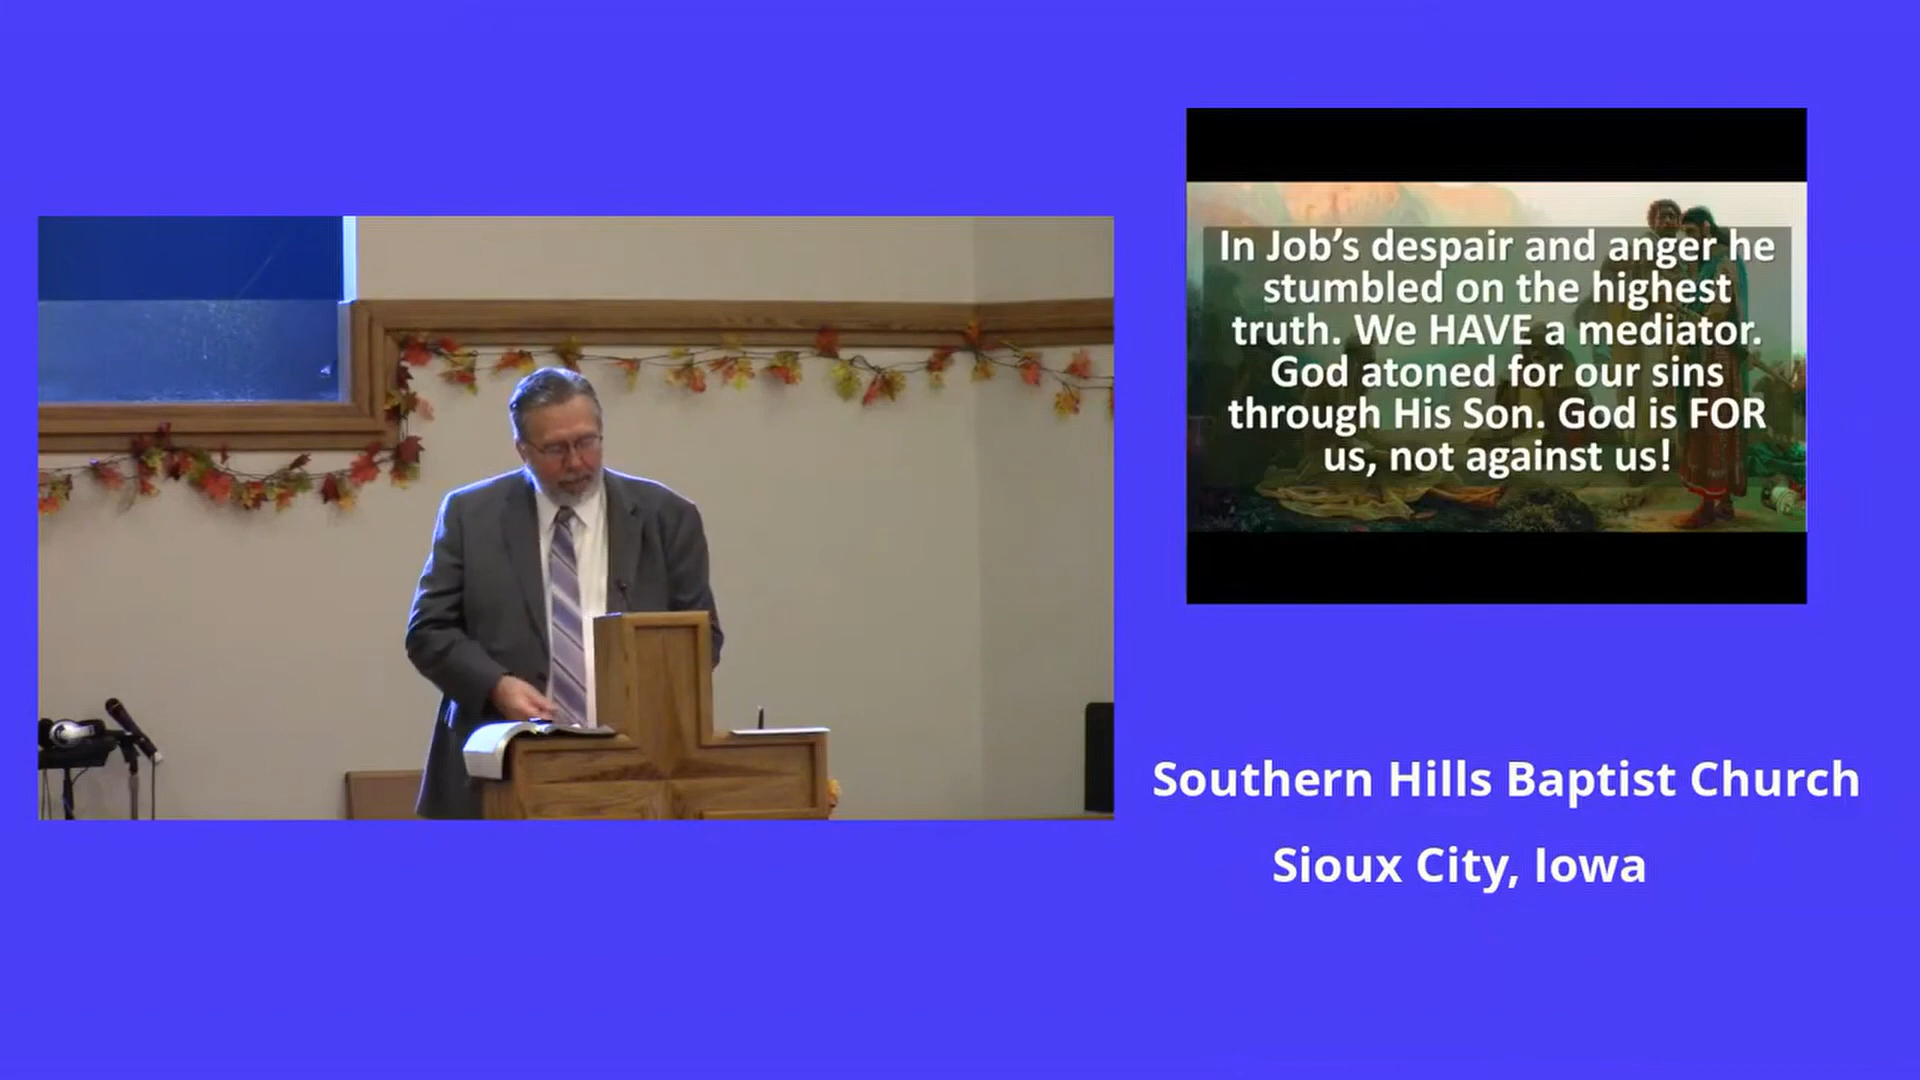 In Job’s despair and anger he
stumbled on the highest
truth. We HAVE a mediator.
God atoned for our sins
through His Son. God is FOR
us, not against us!
Southern Hills Baptist Church
Sioux City, Iowa